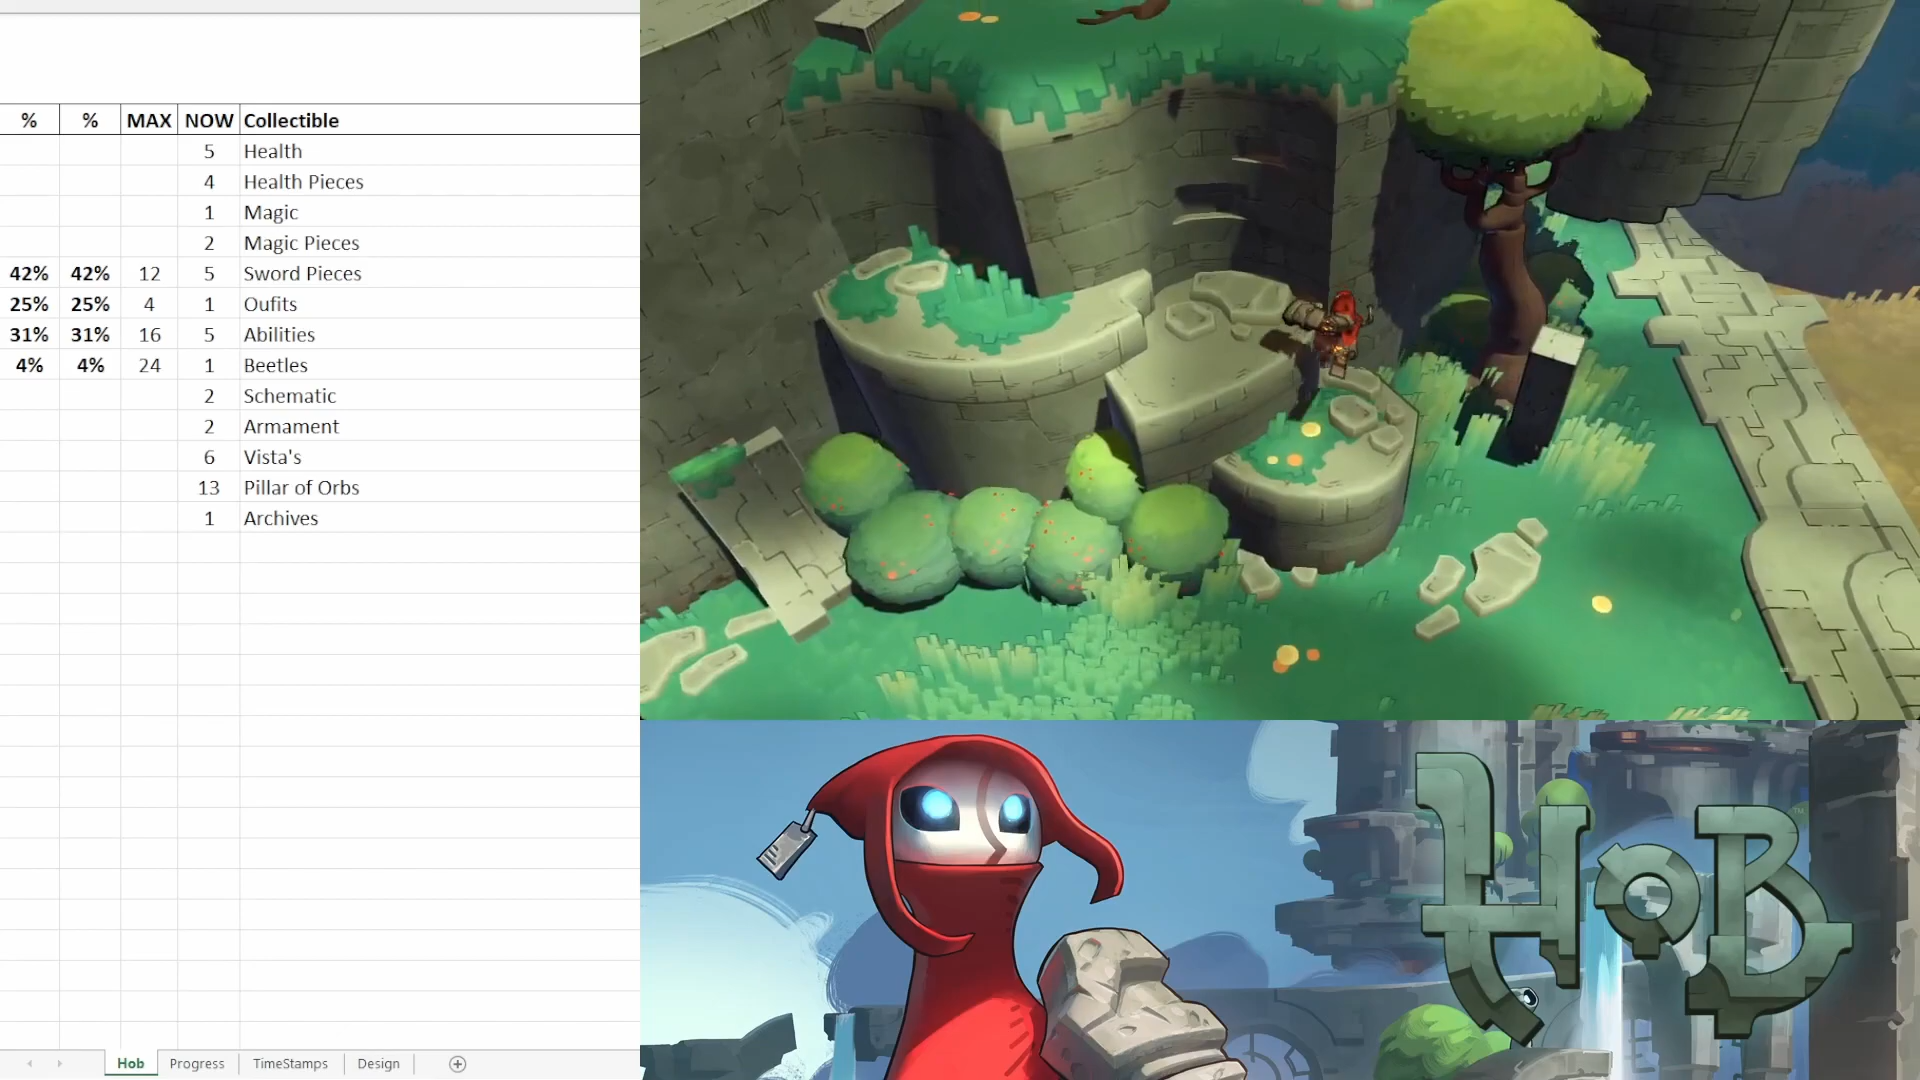 % % MAX NOW Collectible
5 Health
4 Health Pieces
1 Magic
2 Magic Pieces
42% 42% 12 5 Sword Pieces
25% 25% 4 1 Oufits
31% 31% 16 5 Abilities
4% 4% 24 1 Beetles
2 Schematic
2 Armament
6 Vista's
13 Pillar of Orbs
1 Archives
HOB
TM
Hob Progress TimeStamps Design